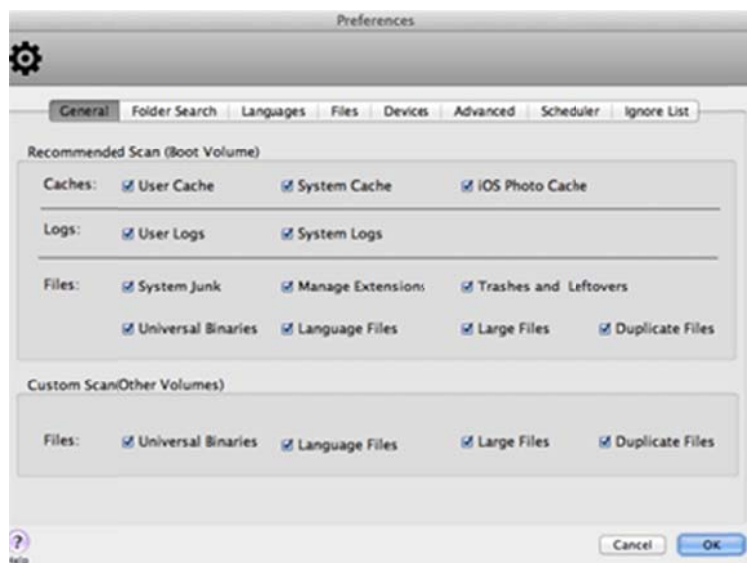 Preferences
General Folder Search Languages Files Devices Advanced Scheduler Ignore List
Recommended Scan (Boot Volume)
Caches: User Cache System Cache iOS Photo Cache
Logs: User Logs System Logs
Files: System Junk Manage Extensions Trashes and Leftovers
Universal Binaries Language Files Large Files Duplicate Files
Custom Scan(Other Volumes)
Files: Universal Binaries Language Files Large Files Duplicate Files
? Cancel OK
Help